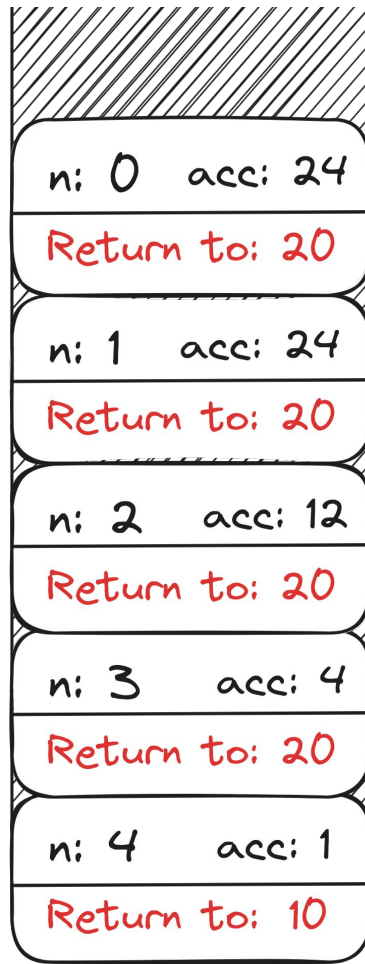 n: 0 acc: 24
Return to: 20
n: 1 acc: 24
Return to: 20
n: 2 acc: 12
Return to: 20
n: 3 acc: 4
Return to: 20
n: 4 acc: 1
Return to: 10